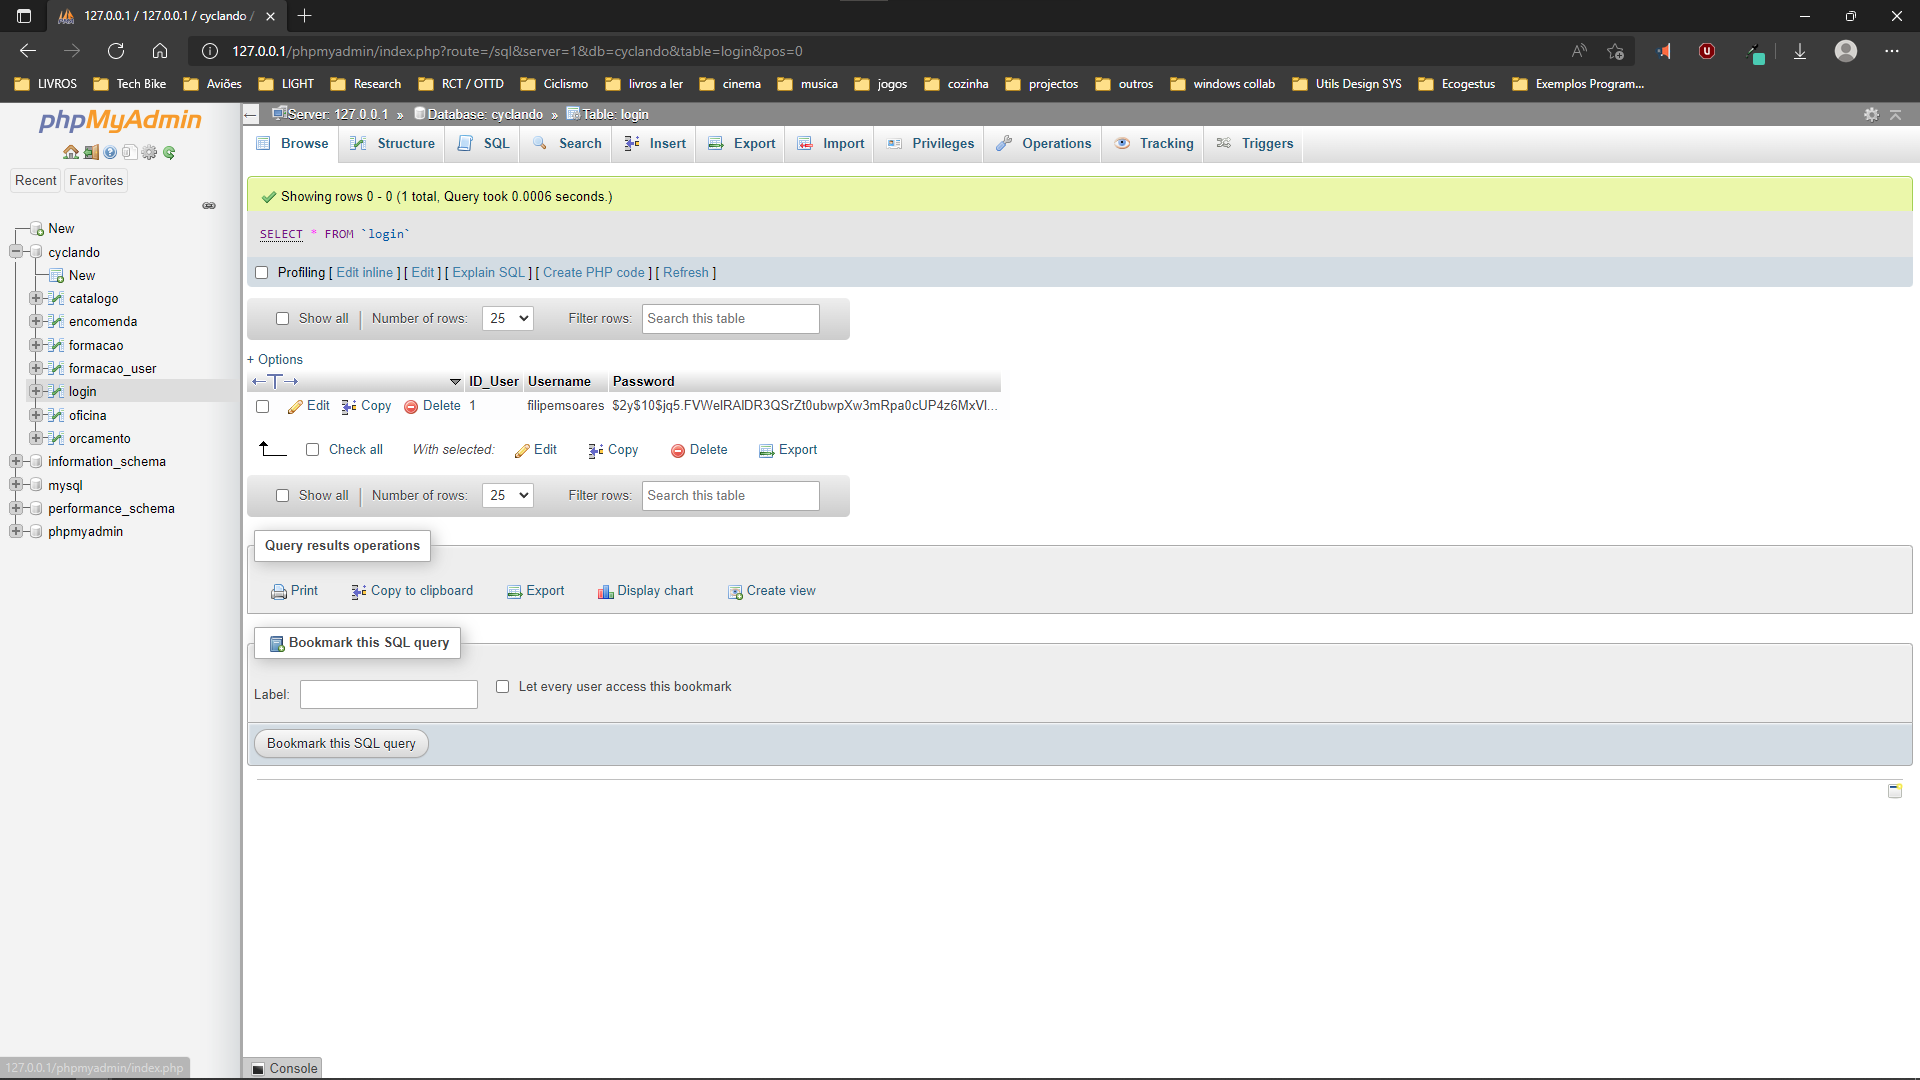 127.0.0.1 / 127.0.0.1 / cyclando /
127.0.0.1/phpmyadmin/index.php?route=/sql&server=1&db=cyclando&table=login&pos=0
LIVROS Tech Bike Aviões LIGHT Research RCT / OTTD Ciclismo livros a ler cinema musica jogos cozinha projectos outros windows collab Utils Design SYS Ecogestus Exemplos Program...
phpMyAdmin
Recent Favorites
New
cyclando
New
catalogo
encomenda
formacao
formacao_user
login
oficina
orcamento
information_schema
mysql
performance_schema
phpmyadmin
127.0.0.1/phpmyadmin/index.php
Server: 127.0.0.1 » Database: cyclando » Table: login
Browse Structure SQL Search Insert Export Import Privileges Operations Tracking Triggers
Showing rows 0 - 0 (1 total, Query took 0.0006 seconds.)
SELECT * FROM `login`
Profiling [ Edit inline ] [ Edit ] [ Explain SQL ] [ Create PHP code ] [ Refresh ]
Show all Number of rows: 25 Filter rows: Search this table
+ Options
ID_User Username Password
Edit Copy Delete 1 filipemsoares $2y$10$jq5.FVWelRAIDR3QSrZt0ubwpXw3mRpa0cUP4z6MxVI...
Check all With selected: Edit Copy Delete Export
Show all Number of rows: 25 Filter rows: Search this table
Query results operations
Print Copy to clipboard Export Display chart Create view
Bookmark this SQL query
Label: Let every user access this bookmark
Bookmark this SQL query
Console